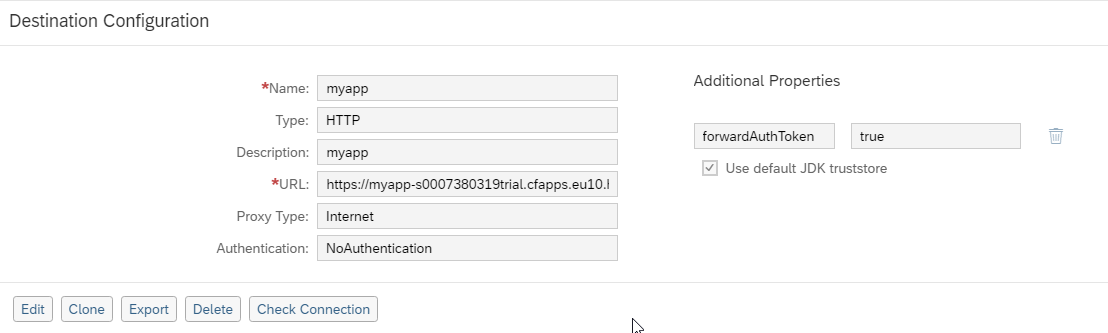 Destination Configuration
*Name: myapp
Type: HTTP
Description: myapp
*URL: https://myapp-s0007380319trial.cfapps.eu10.
Proxy Type: Internet
Authentication: NoAuthentication
Additional Properties
forwardAuthToken true
Use default JDK truststore
Edit Clone Export Delete Check Connection